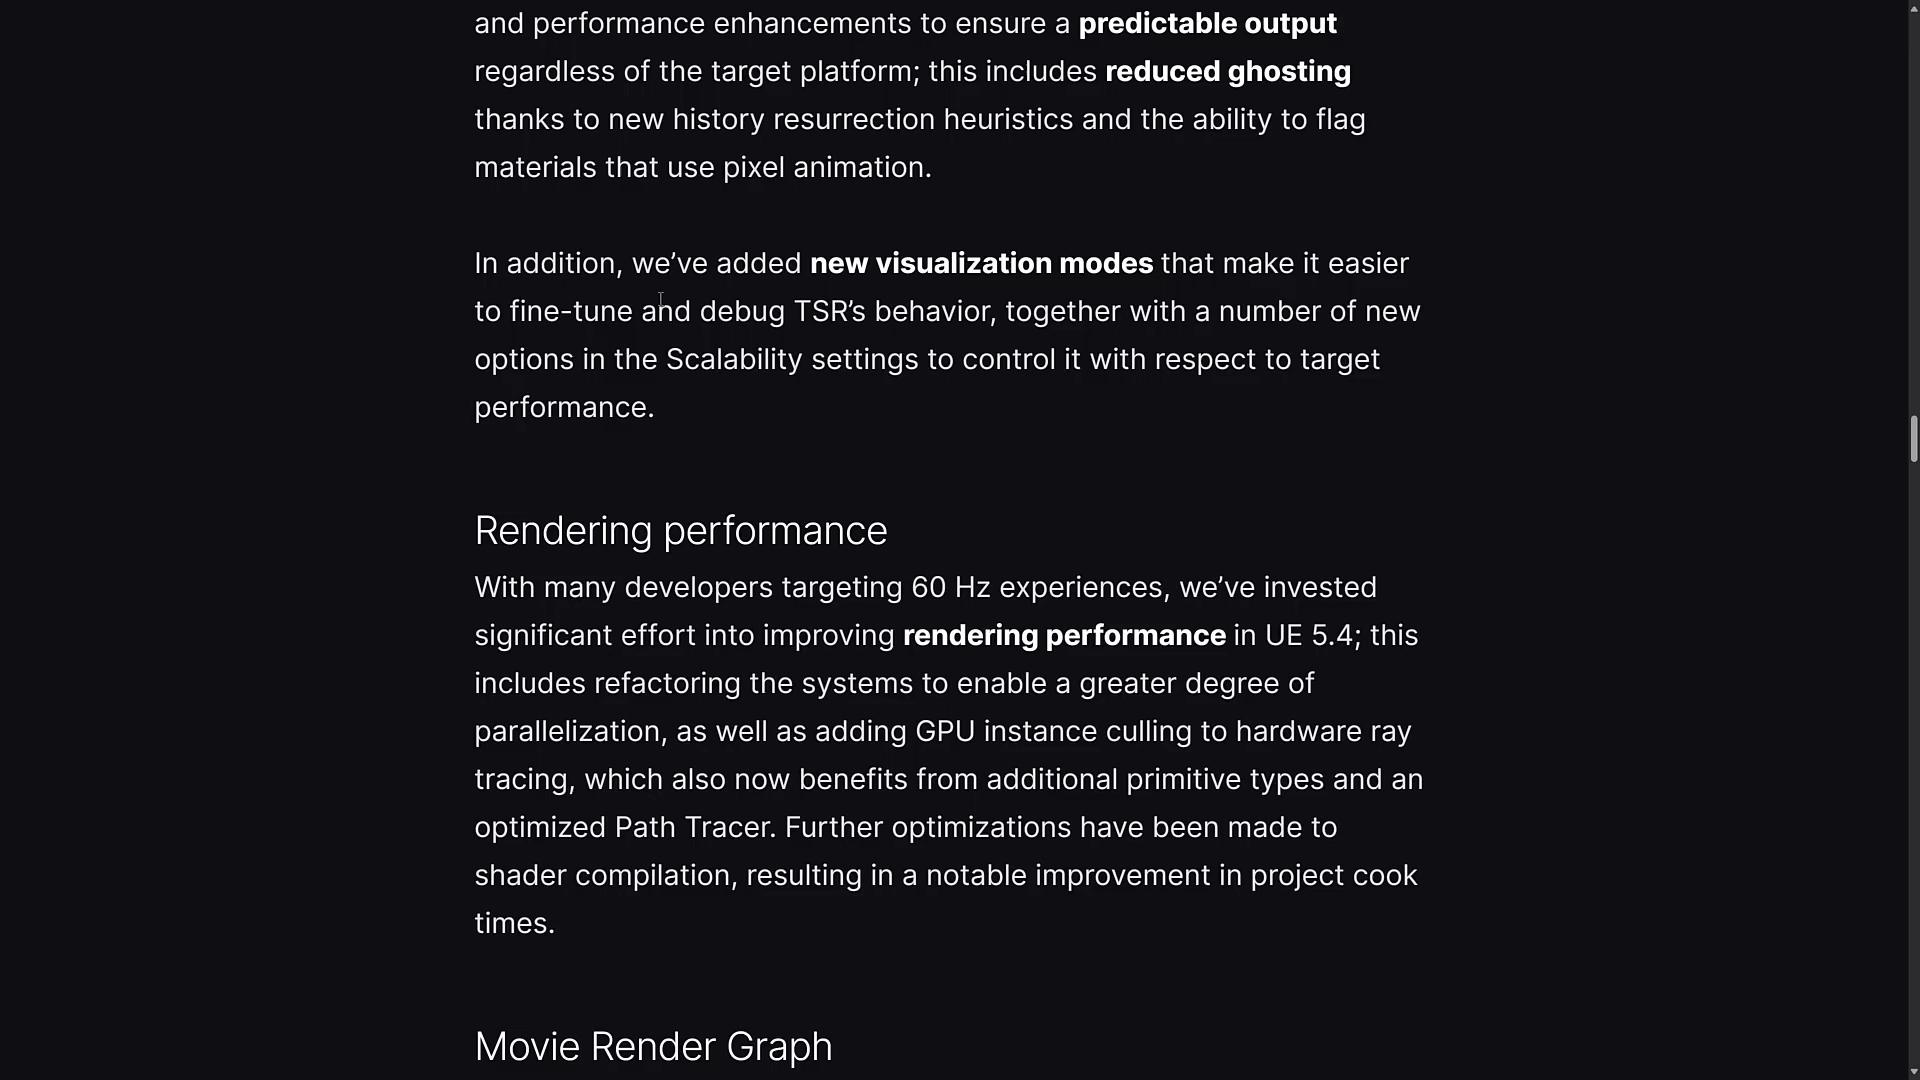 and performance enhancements to ensure a predictable output
regardless of the target platform; this includes reduced ghosting
thanks to new history resurrection heuristics and the ability to flag
materials that use pixel animation.
In addition, we’ve added new visualization modes that make it easier
to fine-tune and debug TSR’s behavior, together with a number of new
options in the Scalability settings to control it with respect to target
performance.
Rendering performance
With many developers targeting 60 Hz experiences, we’ve invested
significant effort into improving rendering performance in UE 5.4; this
includes refactoring the systems to enable a greater degree of
parallelization, as well as adding GPU instance culling to hardware ray
tracing, which also now benefits from additional primitive types and an
optimized Path Tracer. Further optimizations have been made to
shader compilation, resulting in a notable improvement in project cook
times.
Movie Render Graph